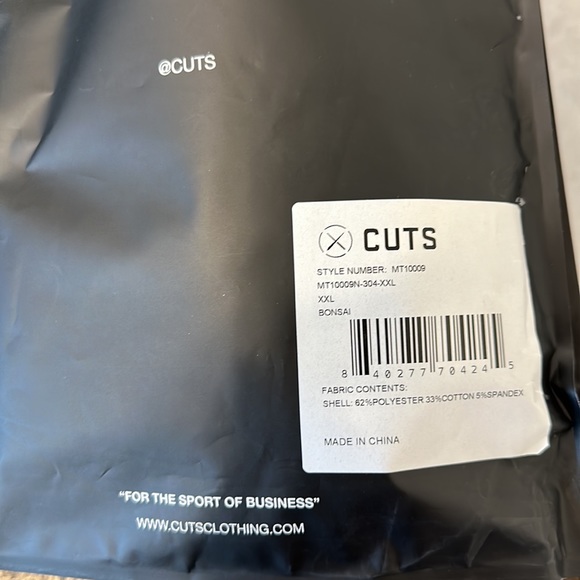 @CUTS
CUTS
STYLE NUMBER: MT10009
MT10009N-304-XXL
XXL
BONSAI
8 40277 70424 5
FABRIC CONTENTS:
SHELL: 62%POLYESTER 33%COTTON 5%SPANDEX
MADE IN CHINA
“FOR THE SPORT OF BUSINESS”
WWW.CUTSCLOTHING.COM